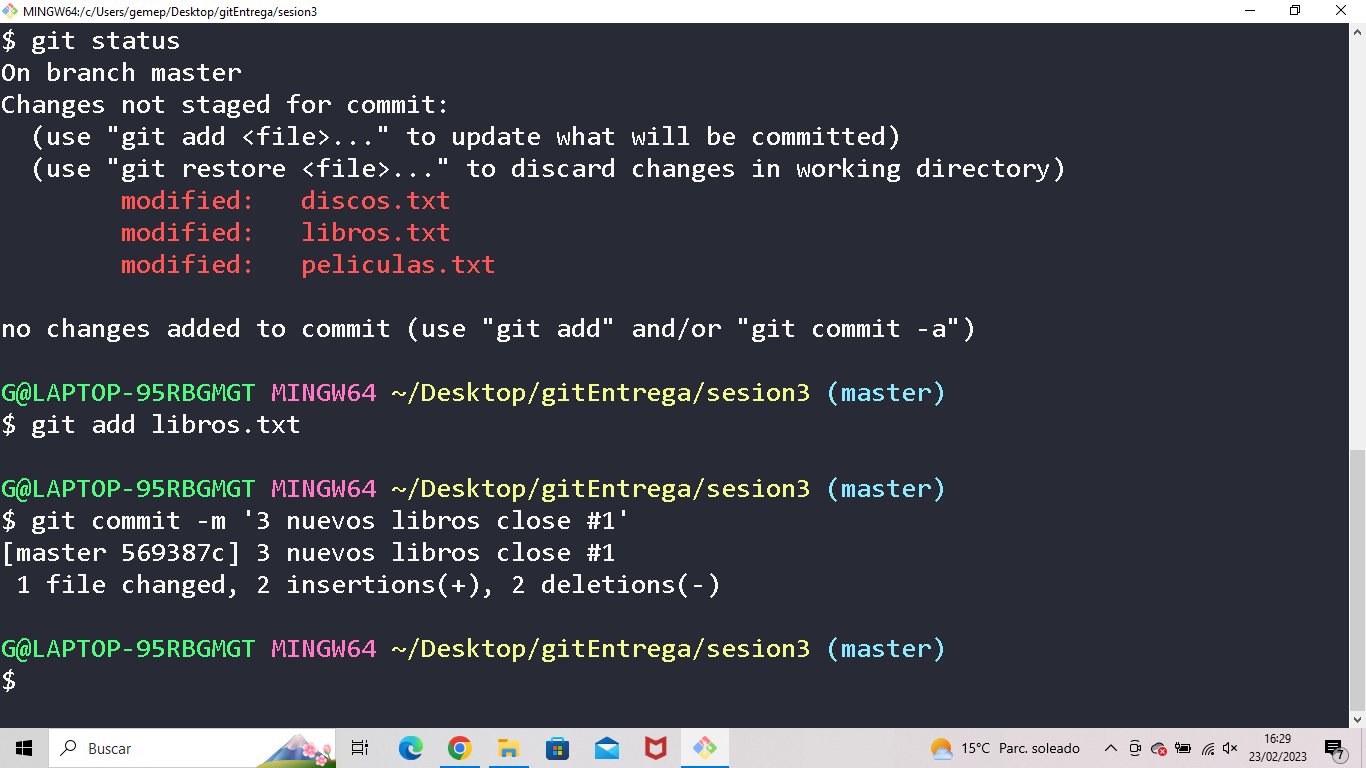 MINGW64:/c/Users/gemep/Desktop/gitEntrega/sesion3
$ git status
On branch master
Changes not staged for commit:
  (use "git add <file>..." to update what will be committed)
  (use "git restore <file>..." to discard changes in working directory)
        modified:   discos.txt
        modified:   libros.txt
        modified:   peliculas.txt
no changes added to commit (use "git add" and/or "git commit -a")
G@LAPTOP-95RBGMGT MINGW64 ~/Desktop/gitEntrega/sesion3 (master)
$ git add libros.txt
G@LAPTOP-95RBGMGT MINGW64 ~/Desktop/gitEntrega/sesion3 (master)
$ git commit -m '3 nuevos libros close #1'
[master 569387c] 3 nuevos libros close #1
 1 file changed, 2 insertions(+), 2 deletions(-)
G@LAPTOP-95RBGMGT MINGW64 ~/Desktop/gitEntrega/sesion3 (master)
$
Buscar
15°C Parc. soleado
16:29
23/02/2023
7